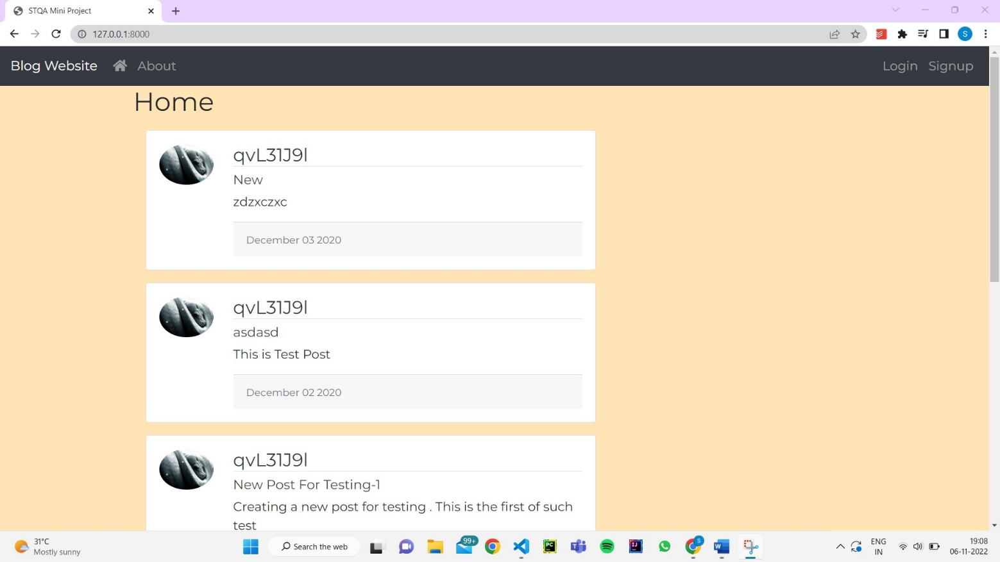 STQA Mini Project
127.0.0.1:8000
S
Blog Website About Login Signup
Home
qvL31J9l
New
zdzxczxc
December 03 2020
qvL31J9l
asdasd
This is Test Post
December 02 2020
qvL31J9l
New Post For Testing-1
Creating a new post for testing . This is the first of such
test
31°C
Mostly sunny
Search the web
99+
PC
IJ
S
W
ENG
IN
19:08
06-11-2022